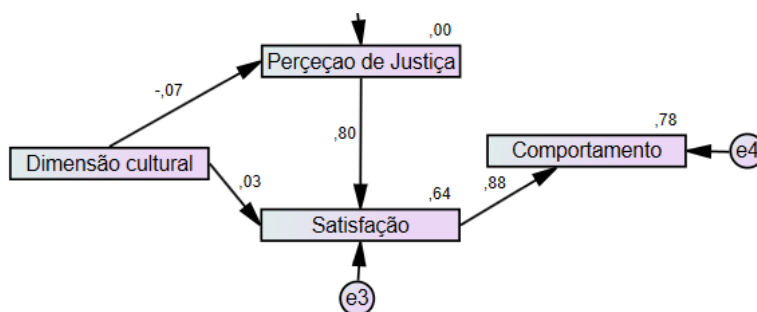 ,00
Perçeçao de Justiça
-,07
,80
,78
Dimensão cultural
Comportamento
e4
,03
,64
,88
Satisfação
e3